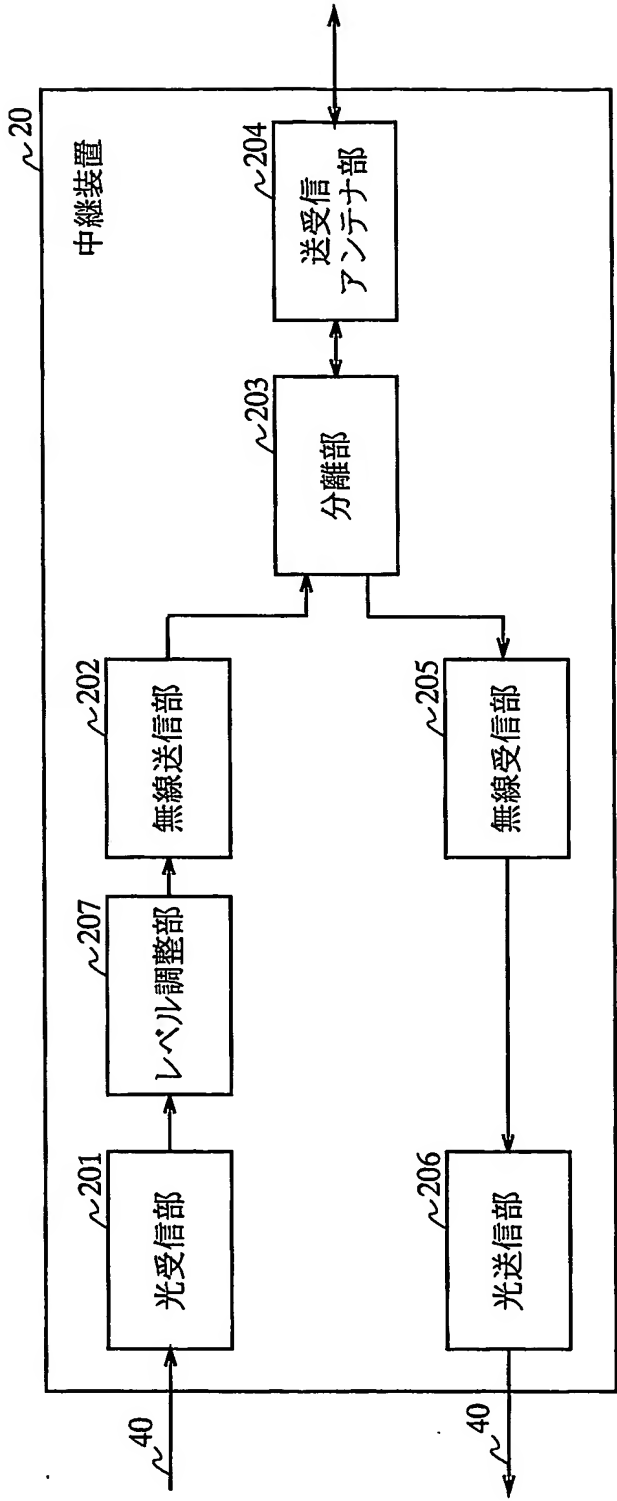 20
中継装置
204
送受信
アンテナ部
203
分離部
202
無線送信部
207
レベル調整部
201
光受信部
40
205
無線受信部
206
光送信部
40